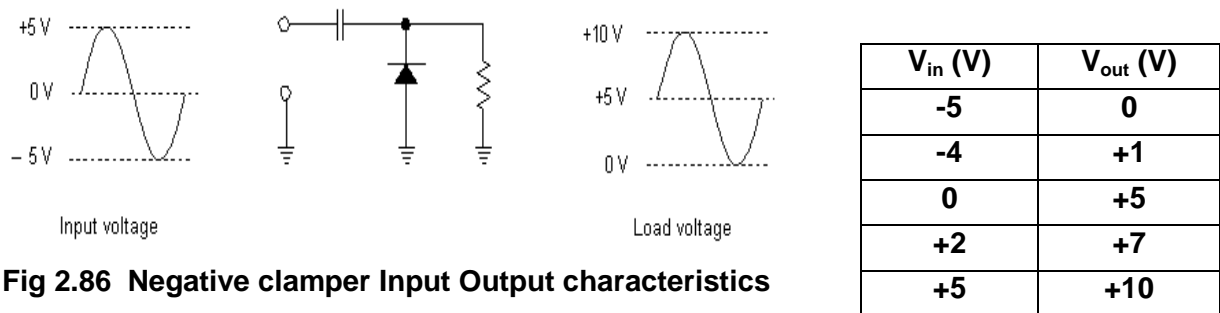 +5 V
0 V
– 5 V
Input voltage
+10 V
+5 V
0 V
Load voltage
Fig 2.86 Negative clamper Input Output characteristics
Vin (V) Vout (V)
-5 0
-4 +1
0 +5
+2 +7
+5 +10